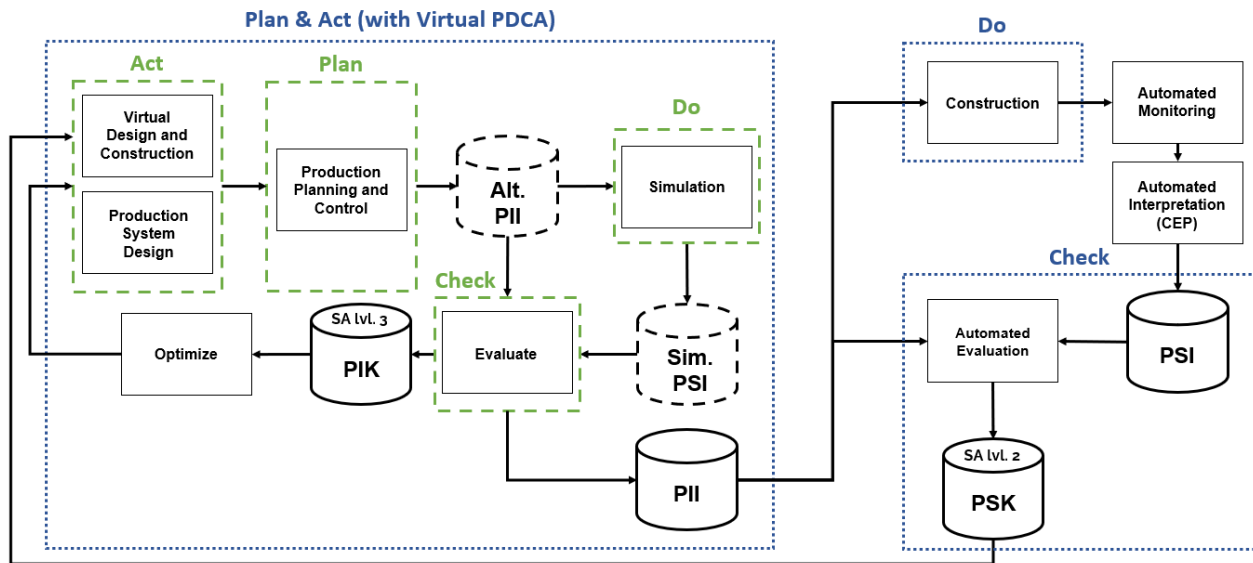 Plan & Act (with Virtual PDCA)
Act
Virtual
Design and
Construction
Production
System
Design
Plan
Production
Planning and
Control
Alt.
PII
Do
Simulation
Check
Evaluate
Sim.
PSI
SA lvl. 3
PIK
Optimize
PII
Do
Construction
Automated
Monitoring
Automated
Interpretation
(CEP)
Check
Automated
Evaluation
PSI
SA lvl. 2
PSK